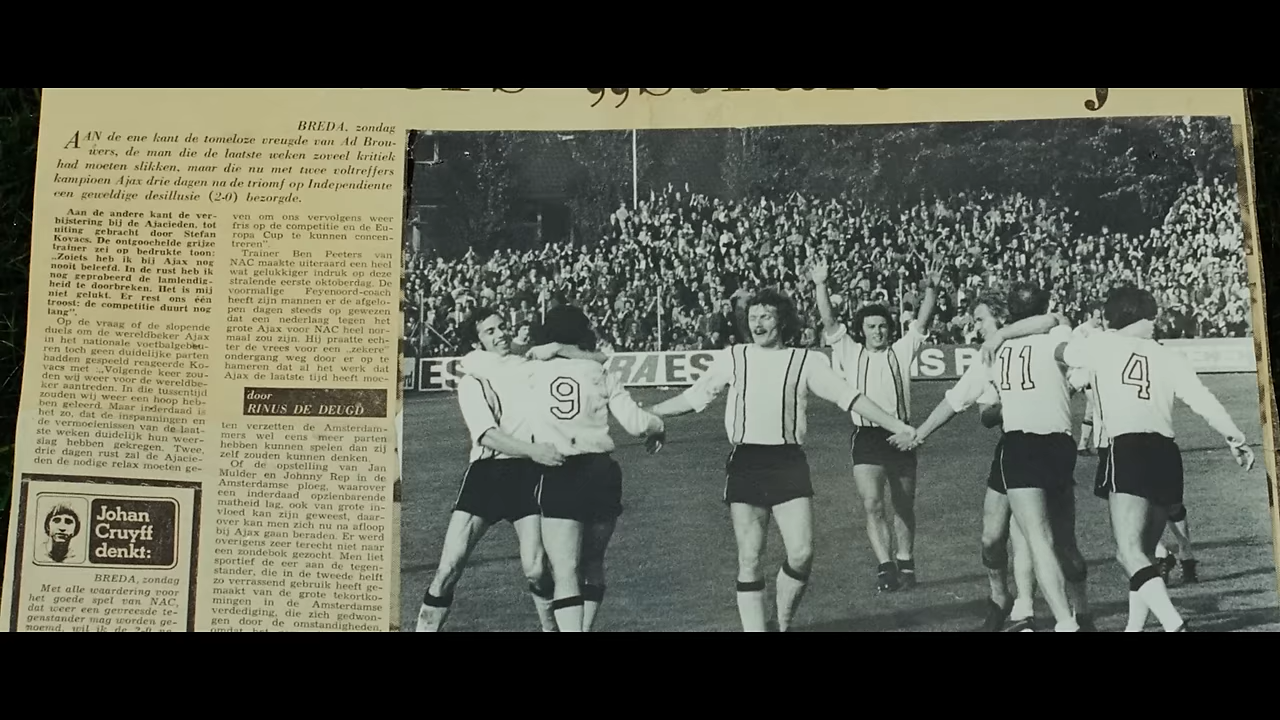 BREDA, zondag
AAN de ene kant de tomeloze vreugde van Ad Brou-
wers, de man die de laatste weken zoveel kritiek
had moeten slikken, maar die nu met twee voltreffers
kampioen Ajax drie dagen na de triomf op Independiente
een geweldige desillusie (2-0) bezorgde.
Aan de andere kant de ver-
bijstering bij de Ajacieden, tot
uiting gebracht door Stefan
Kovacs. De ontgoochelde grijze
trainer zei op bedrukte toon:
„Zoiets heb ik bij Ajax nog
nooit beleefd. In de rust heb ik
nog geprobeerd de lamlendig-
heid te doorbreken. Het is mij
niet gelukt. Er rest ons één
troost: de competitie duurt nog
lang”.
Op de vraag of de slopende
duels om de wereldbeker Ajax
in het nationale voetbalgebeu-
ren toch geen duidelijke parten
hadden gespeeld reageerde Ko-
vacs met „Volgende keer zou-
den wij weer voor de wereldbe-
ker aantreden. In die tussentijd
zouden wij weer een hoop heb-
ben geleerd. Maar inderdaad is
het zo, dat de inspanningen en
de vermoeienissen van de laat-
ste weken duidelijk hun weer-
slag hebben gekregen. Twee,
drie dagen rust zal de Ajacie-
den de nodige relax moeten ge-
ven om ons vervolgens weer
fris op de competitie en de Eu-
ropa Cup te kunnen concen-
treren”.
Trainer Ben Peeters van
NAC maakte uiteraard een heel
wat gelukkiger indruk op deze
stralende eerste oktoberdag. De
voormalige Feyenoord-coach
heeft zijn mannen er de afgelo-
pen dagen steeds op gewezen
dat een nederlaag tegen het
grote Ajax voor NAC heel nor-
maal zou zijn. Hij praatte ech-
ter de vrees voor een „zekere”
ondergang weg door er op te
hameren dat al het werk dat
Ajax de laatste tijd heeft moe-
door
RINUS DE DEUGD
ten verzetten de Amsterdam-
mers wel eens meer parten
hebben kunnen spelen dan zij
zelf zouden kunnen denken.
Of de opstelling van Jan
Mulder en Johnny Rep in de
Amsterdamse ploeg, waarover
een inderdaad opzienbarende
matheid lag, ook van grote in-
vloed kan zijn geweest, daar-
over kan men zich nu na afloop
bij Ajax gaan beraden. Er werd
overigens zeer terecht niet naar
een zondebok gezocht. Men liet
sportief de eer aan de tegen-
stander, die in de tweede helft
zo verrassend gebruik heeft ge-
maakt van de grote tekortko-
mingen in de Amsterdamse
verdediging, die zich gedwon-
gen door de omstandigheden,
Johan
Cruyff
denkt:
BREDA, zondag
Met alle waardering voor
het goede spel van NAC,
dat weer een gevreesde te-
genstander mag worden ge-
noemd, wil ik de 2-0
9
11
4